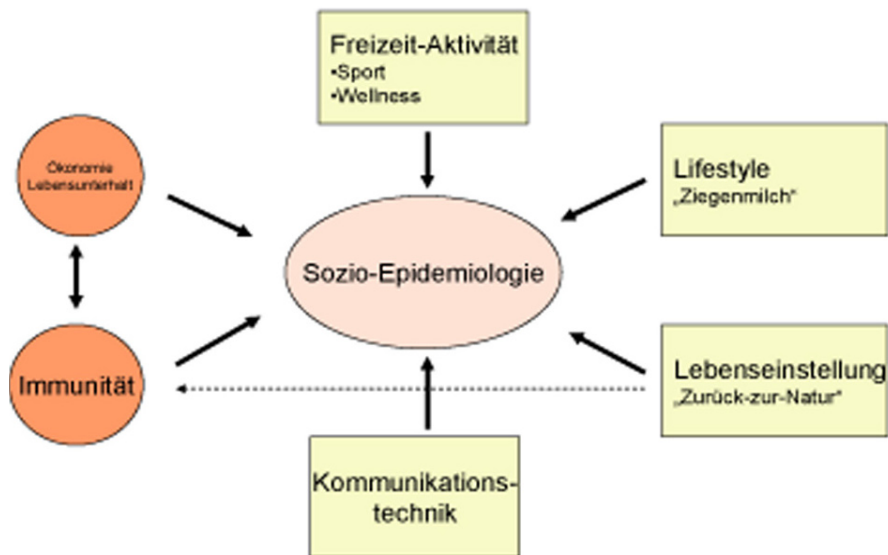 Freizeit-Aktivität
•Sport
•Wellness
Ökonomie
Lebensunterhalt
Lifestyle
„Ziegenmilch“
Sozio-Epidemiologie
Immunität
Lebenseinstellung
„Zurück-zur-Natur“
Kommunikations-
technik